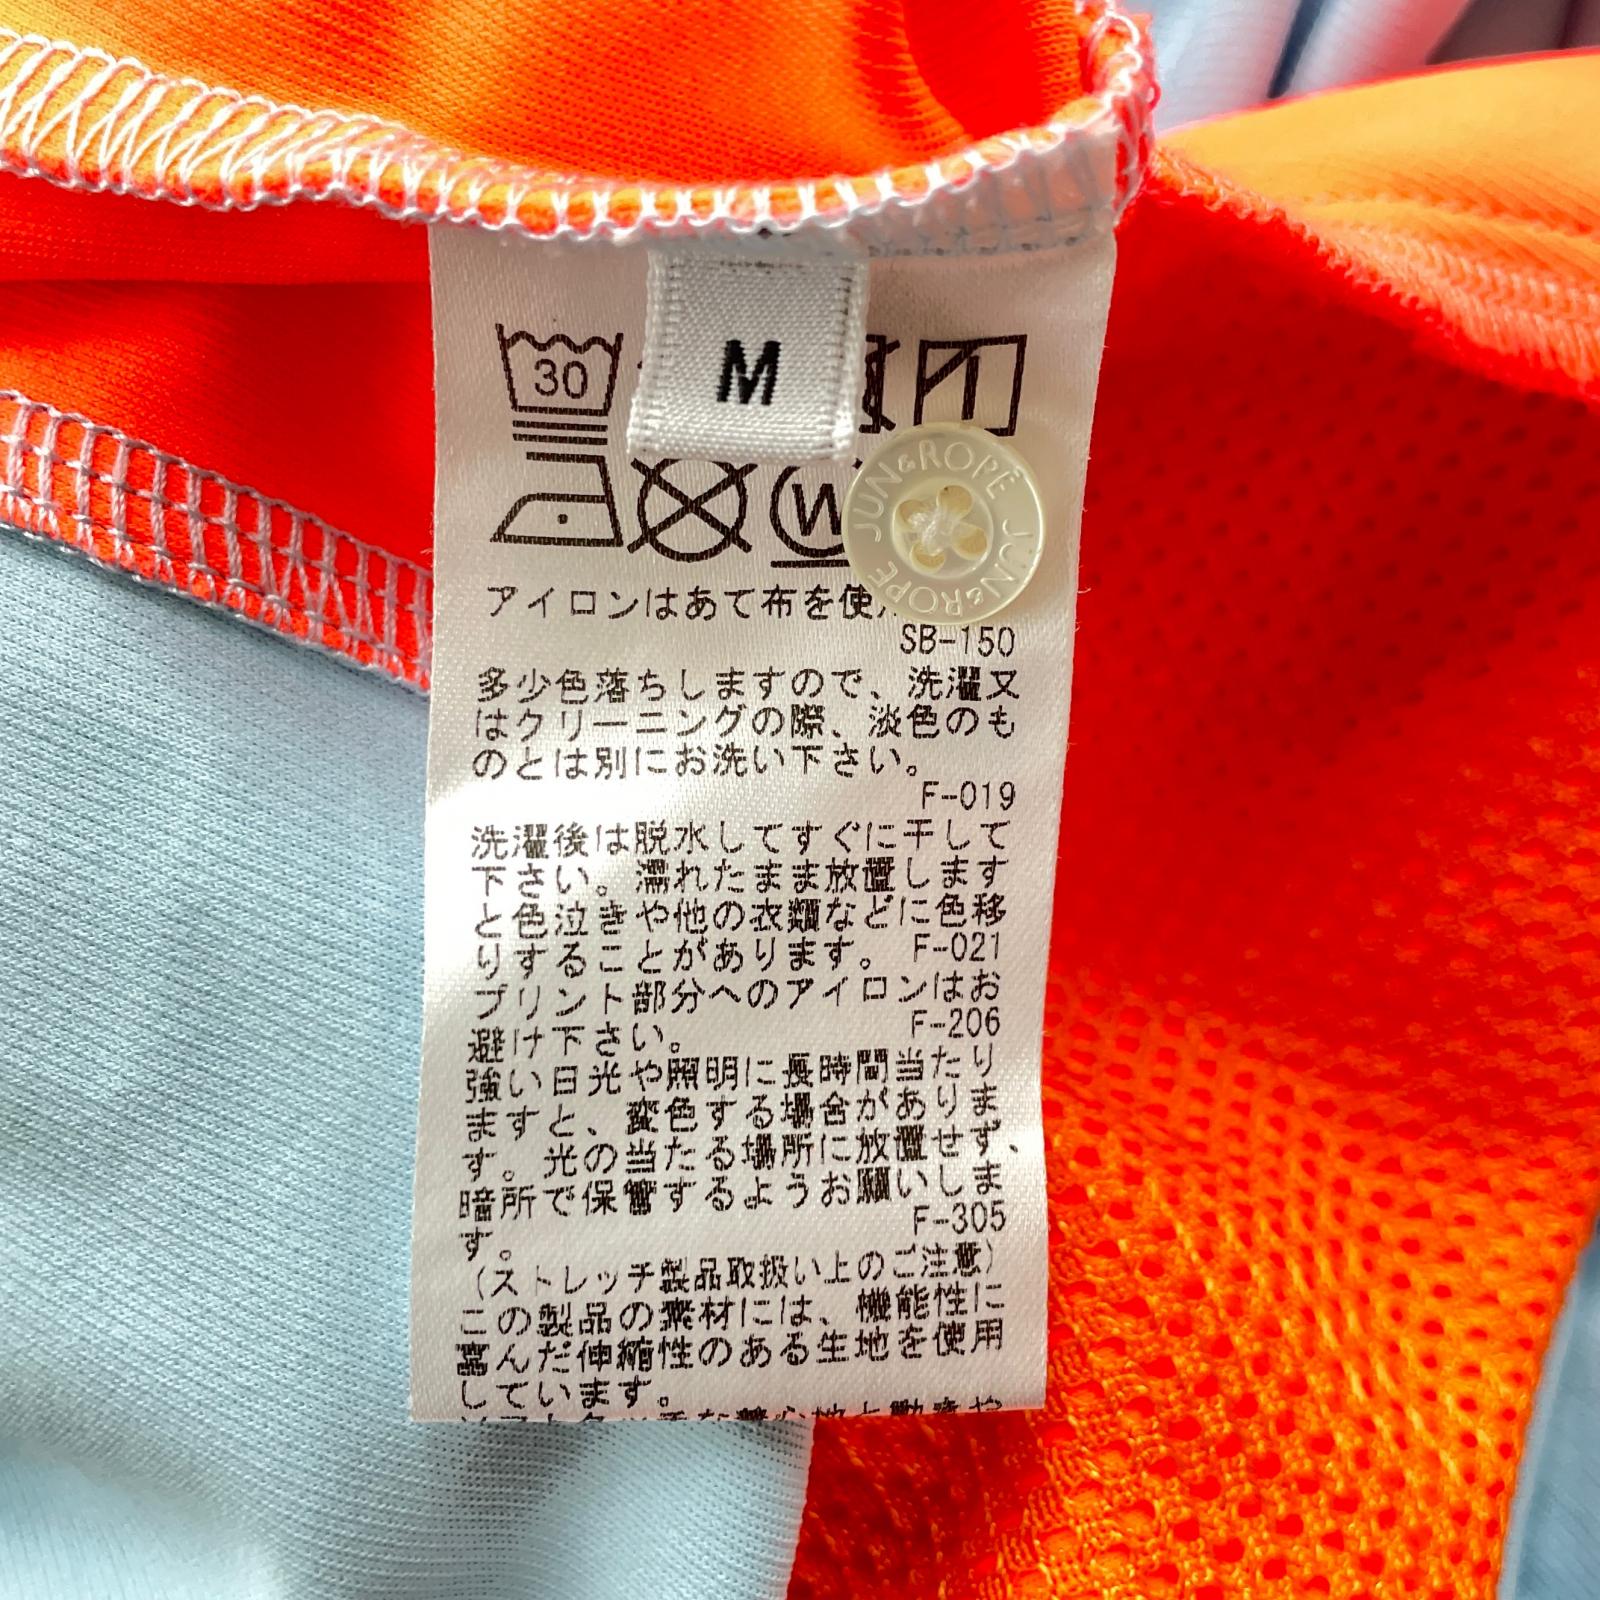 M
30
W
JUN&ROPÉ JUN&ROPÉ
アイロンはあて布を使
SB-150
多少色落ちしますので、洗濯又
はクリーニングの際、淡色のも
のとは別にお洗い下さい。
F-019
洗濯後は脱水してすぐに干して
下さい。濡れたまま放置します
と色泣きや他の衣類などに色移
りすることがあります。 F-021
プリント部分へのアイロンはお
避け下さい。 F-206
強い日光や照明に長時間当たり
ますと、変色する場合がありま
す。光の当たる場所に放置せず、
暗所で保管するようお願いしま
す。 F-305
（ストレッチ製品取扱い上のご注意）
この製品の素材には、機能性に
富んだ伸縮性のある生地を使用
しています。